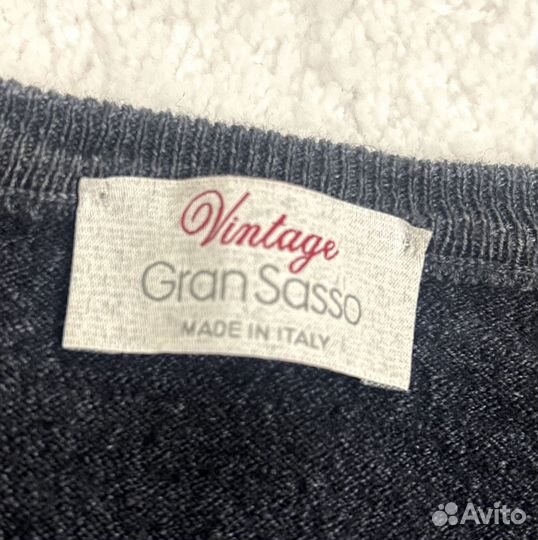 Vintage
Gran Sasso
MADE IN ITALY
Avito